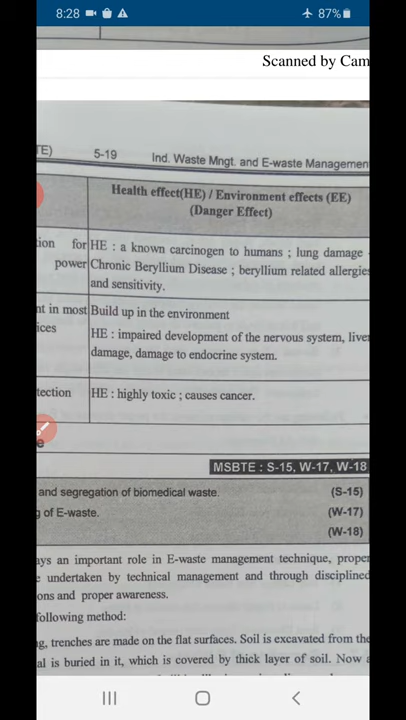 8:28
87%
Scanned by Cam
TE)
5-19
Ind. Waste Mngt. and E-waste Managemen
Health effect(HE) / Environment effects (EE)
(Danger Effect)
ion for
HE : a known carcinogen to humans ; lung damage
power
Chronic Beryllium Disease ; beryllium related allergies
and sensitivity.
nt in most
Build up in the environment
ices
HE : impaired development of the nervous system, liver
damage, damage to endocrine system.
tection
HE : highly toxic ; causes cancer.
e
MSBTE : S-15, W-17, W-18
and segregation of biomedical waste.
(S-15)
g of E-waste.
(W-17)
(W-18)
ays an important role in E-waste management technique, proper
e undertaken by technical management and through disciplined
ons and proper awareness.
following method:
g, trenches are made on the flat surfaces. Soil is excavated from the
al is buried in it, which is covered by thick layer of soil. Now